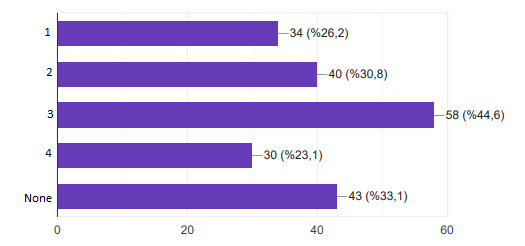 1 34 (%26,2)
2 40 (%30,8)
3 58 (%44,6)
4 30 (%23,1)
None 43 (%33,1)
0 20 40 60